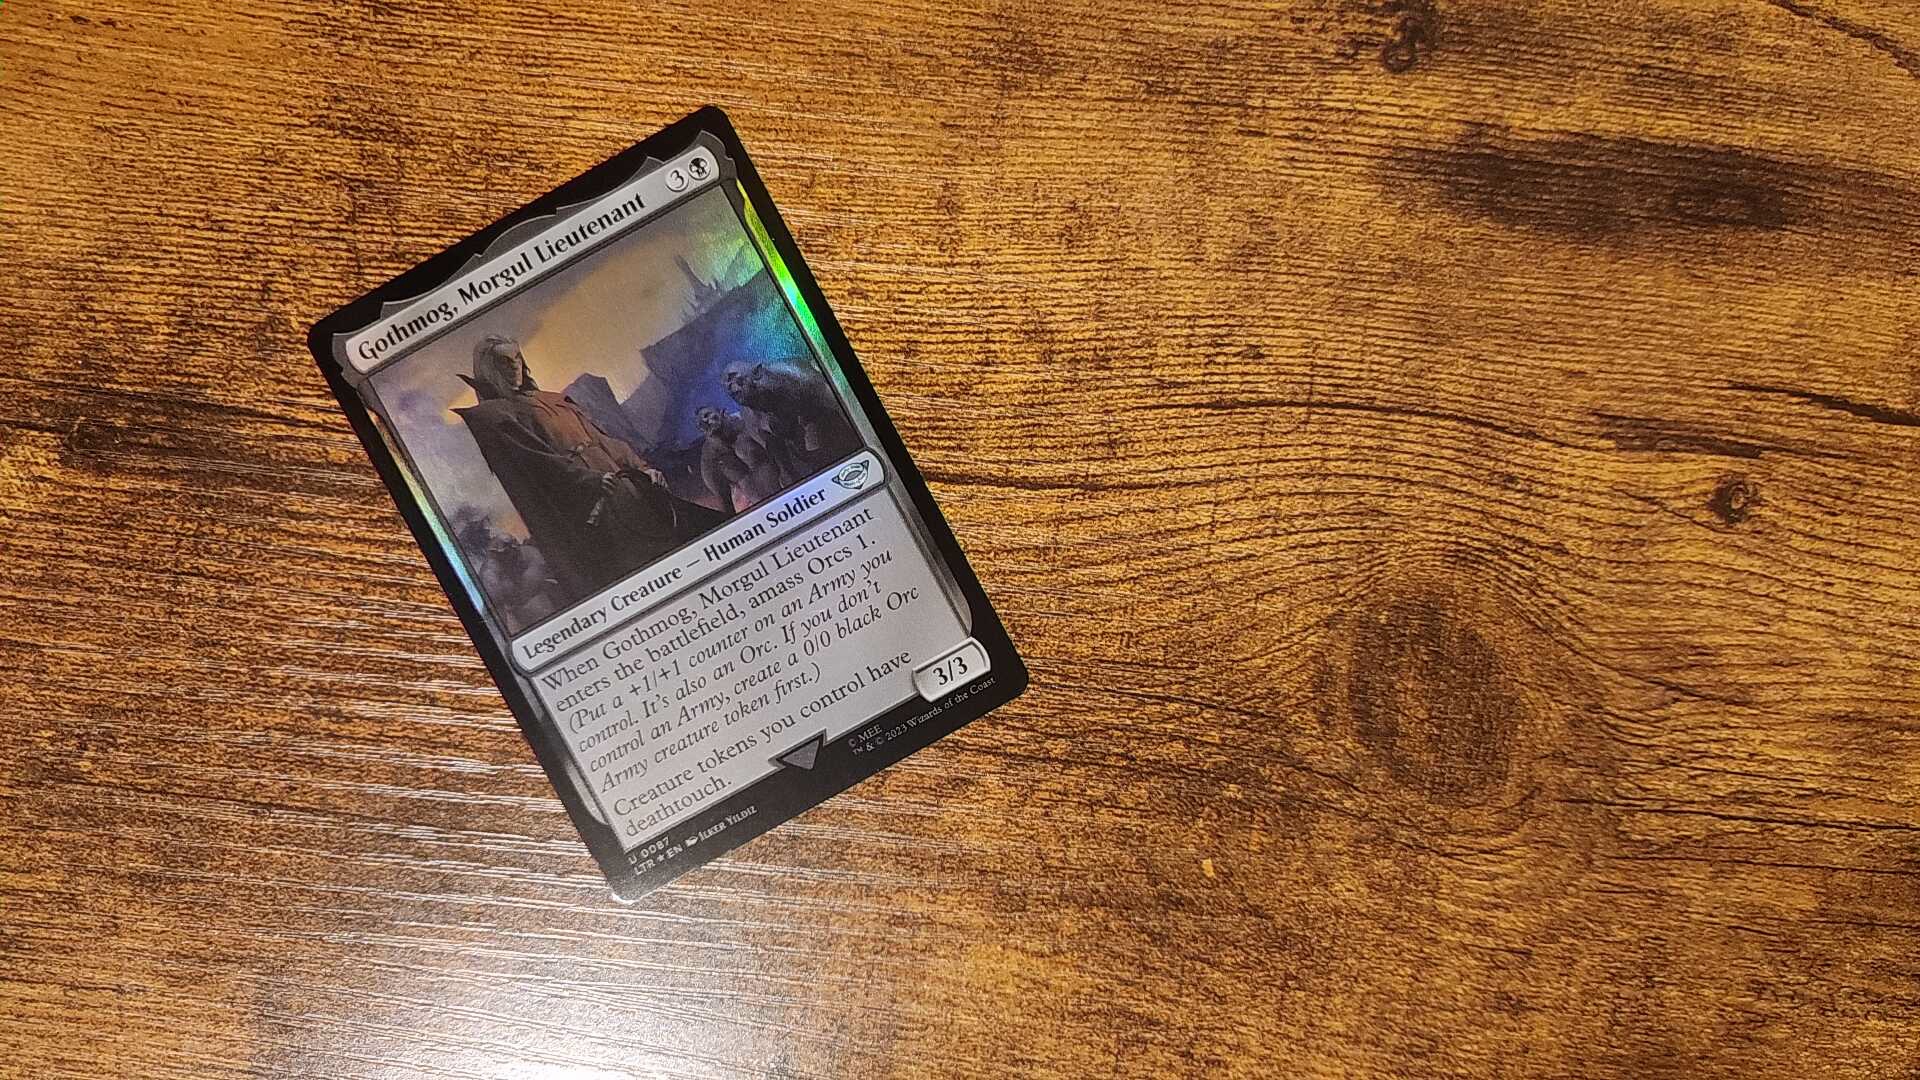 Gothmog, Morgul Lieutenant 3
Legendary Creature — Human Soldier
When Gothmog, Morgul Lieutenant
enters the battlefield, amass Orcs 1.
(Put a +1/+1 counter on an Army you
control. It's also an Orc. If you don't
control an Army, create a 0/0 black Orc
Army creature token first.)
Creature tokens you control have
deathtouch.
3/3
U 0087
LTR★EN ILKER YILDIZ
© MEE
™ & © 2023 Wizards of the Coast